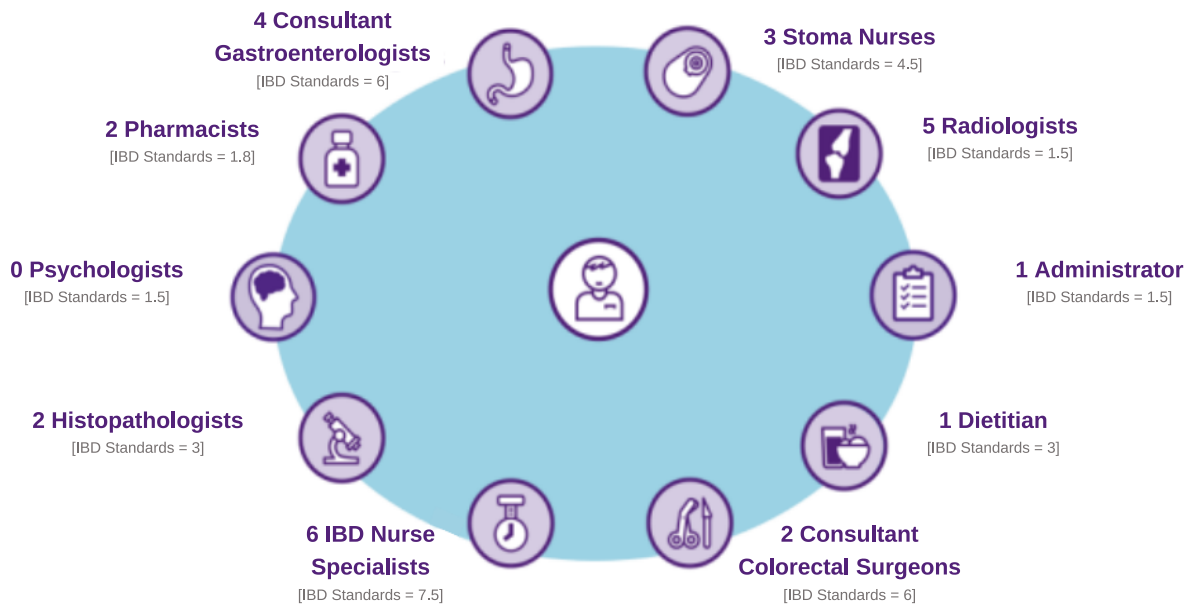 4 Consultant
Gastroenterologists
[IBD Standards = 6]
3 Stoma Nurses
[IBD Standards = 4.5]
2 Pharmacists
[IBD Standards = 1.8]
5 Radiologists
[IBD Standards = 1.5]
0 Psychologists
[IBD Standards = 1.5]
1 Administrator
[IBD Standards = 1.5]
2 Histopathologists
[IBD Standards = 3]
1 Dietitian
[IBD Standards = 3]
6 IBD Nurse
Specialists
[IBD Standards = 7.5]
2 Consultant
Colorectal Surgeons
[IBD Standards = 6]